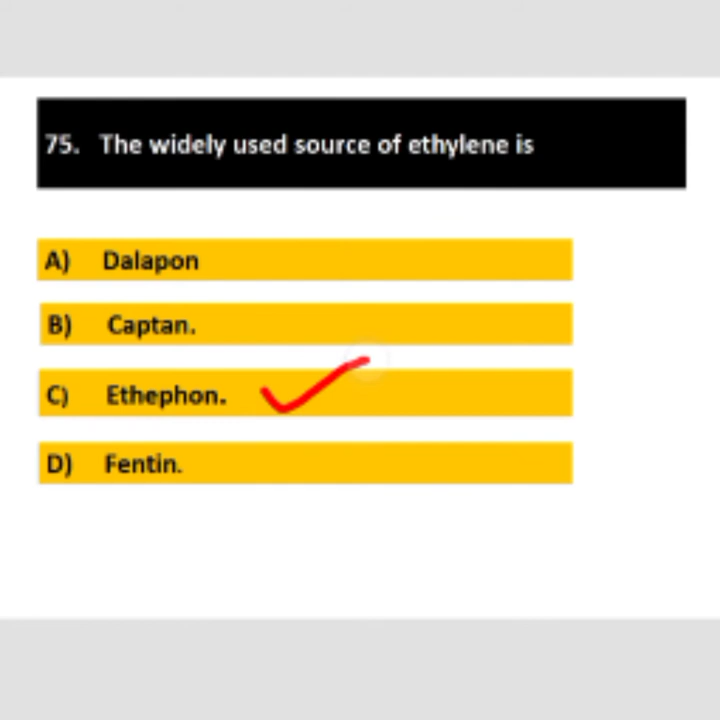 75. The widely used source of ethylene is
A) Dalapon
B) Captan.
C) Ethephon.
D) Fentin.